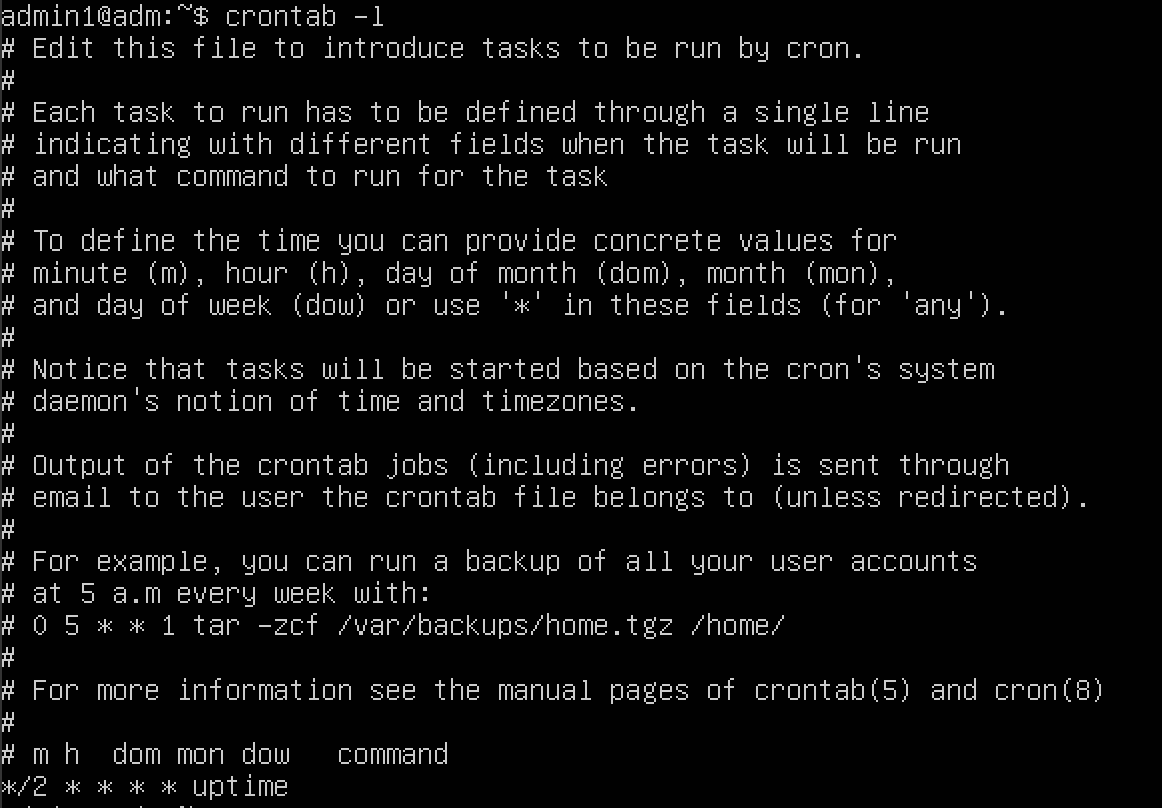 admin1@adm:~$ crontab -l
# Edit this file to introduce tasks to be run by cron.
#
# Each task to run has to be defined through a single line
# indicating with different fields when the task will be run
# and what command to run for the task
#
# To define the time you can provide concrete values for
# minute (m), hour (h), day of month (dom), month (mon),
# and day of week (dow) or use '*' in these fields (for 'any').
#
# Notice that tasks will be started based on the cron's system
# daemon's notion of time and timezones.
#
# Output of the crontab jobs (including errors) is sent through
# email to the user the crontab file belongs to (unless redirected).
#
# For example, you can run a backup of all your user accounts
# at 5 a.m every week with:
# 0 5 * * 1 tar -zcf /var/backups/home.tgz /home/
#
# For more information see the manual pages of crontab(5) and cron(8)
#
# m h  dom mon dow   command
*/2 * * * * uptime